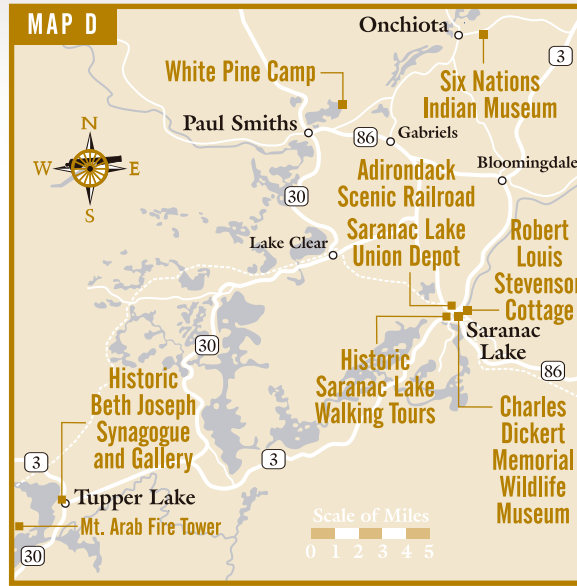 MAP D
Onchiota
3
White Pine Camp
Six Nations
Indian Museum
N
W E
S
Paul Smiths
86
Gabriels
Adirondack
Scenic Railroad
Bloomingdale
30
Saranac Lake
Union Depot
Robert
Louis
Stevenson
Cottage
Lake Clear
Saranac
Lake
30
Historic
Saranac Lake
Walking Tours
86
Historic
Beth Joseph
Synagogue
and Gallery
Charles
Dickert
Memorial
Wildlife
Museum
3
3
Tupper Lake
Mt. Arab Fire Tower
30
Scale of Miles
0 1 2 3 4 5